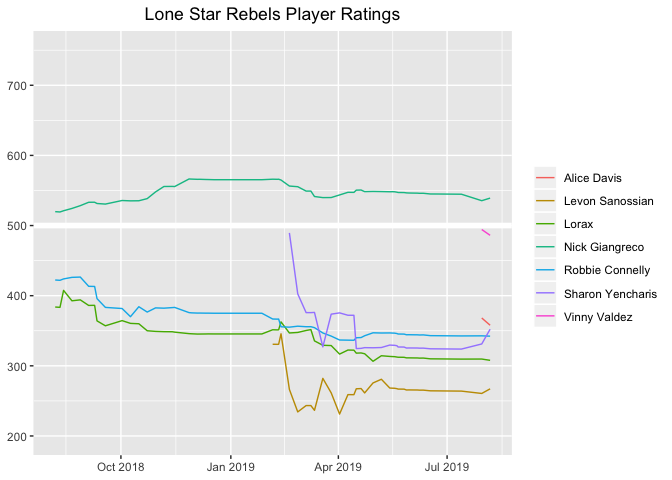 Lone Star Rebels Player Ratings
700
600
500
400
300
200
Oct 2018 Jan 2019 Apr 2019 Jul 2019
Alice Davis
Levon Sanossian
Lorax
Nick Giangreco
Robbie Connelly
Sharon Yencharis
Vinny Valdez